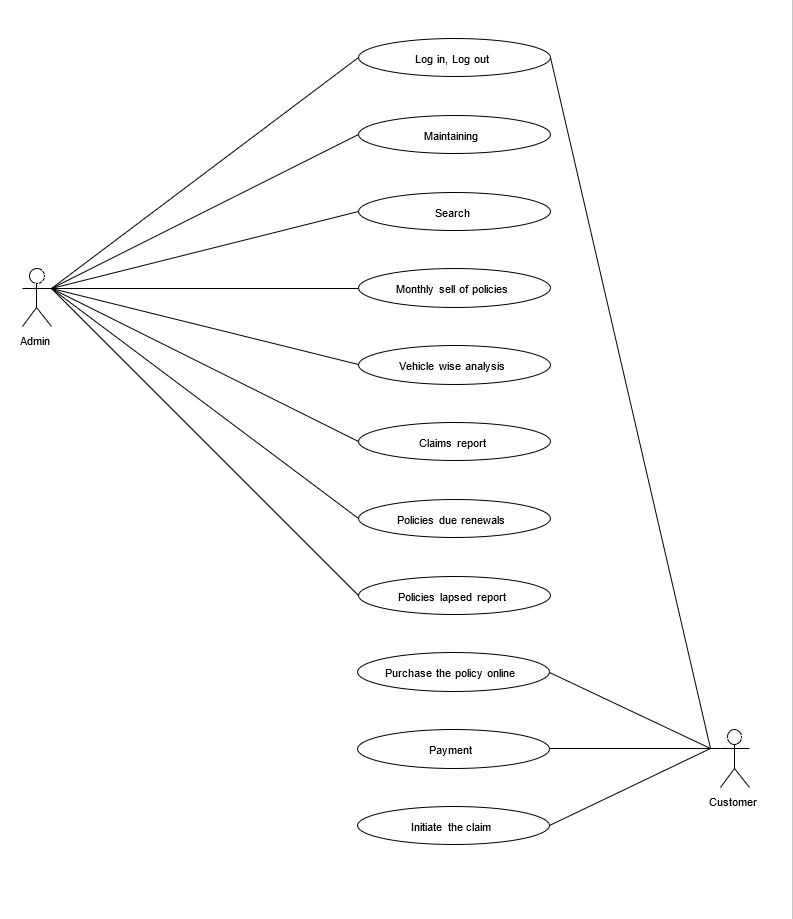 Log in, Log out
Maintaining
Search
Monthly sell of policies
Admin
Vehicle wise analysis
Claims report
Policies due renewals
Policies lapsed report
Purchase the policy online
Payment
Customer
Initiate the claim